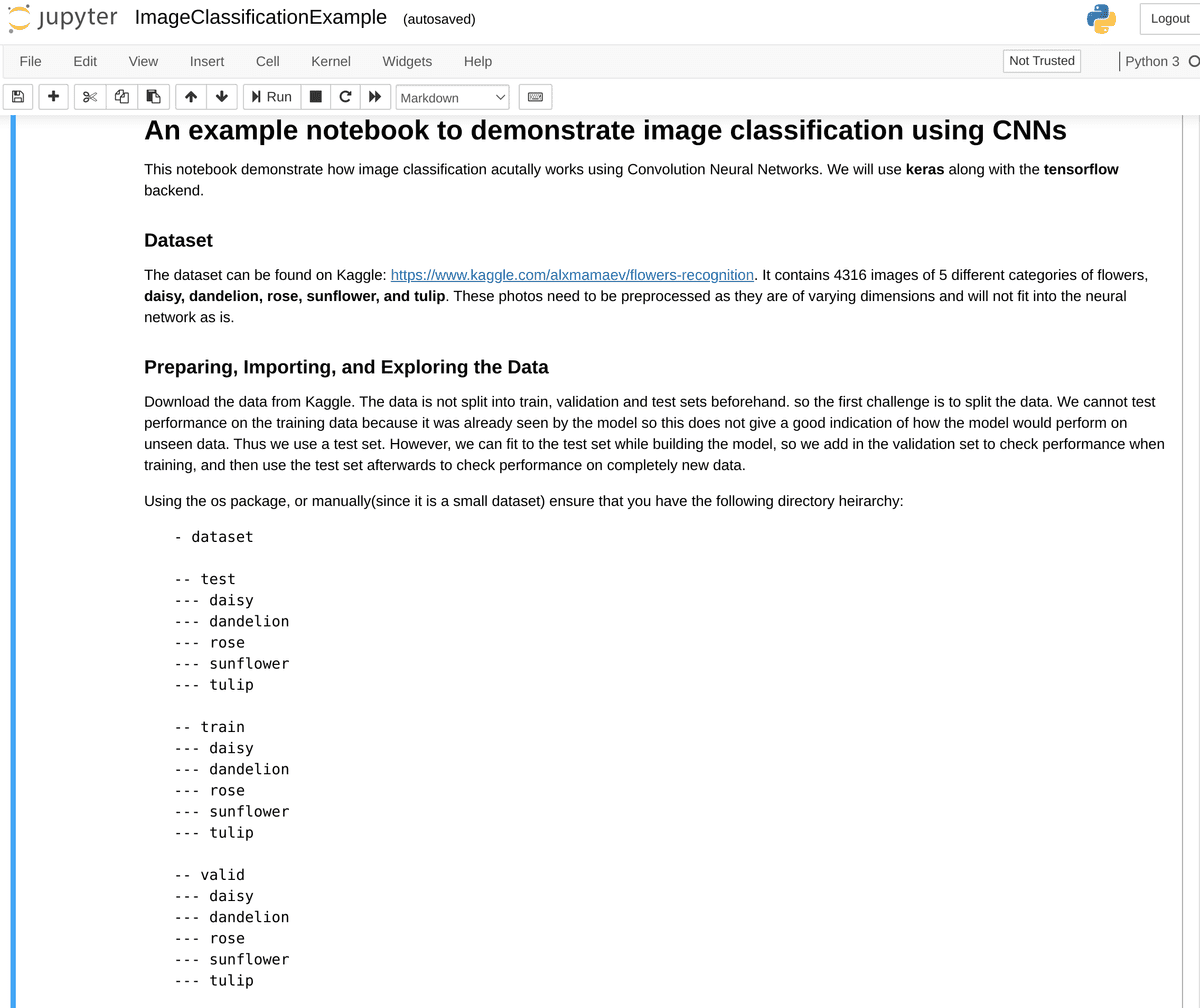 jupyter ImageClassificationExample (autosaved)
Logout
File Edit View Insert Cell Kernel Widgets Help
Not Trusted
Python 3
Run
Markdown
An example notebook to demonstrate image classification using CNNs
This notebook demonstrate how image classification acutally works using Convolution Neural Networks. We will use keras along with the tensorflow
backend.
Dataset
The dataset can be found on Kaggle: https://www.kaggle.com/alxmamaev/flowers-recognition. It contains 4316 images of 5 different categories of flowers,
daisy, dandelion, rose, sunflower, and tulip. These photos need to be preprocessed as they are of varying dimensions and will not fit into the neural
network as is.
Preparing, Importing, and Exploring the Data
Download the data from Kaggle. The data is not split into train, validation and test sets beforehand. so the first challenge is to split the data. We cannot test
performance on the training data because it was already seen by the model so this does not give a good indication of how the model would perform on
unseen data. Thus we use a test set. However, we can fit to the test set while building the model, so we add in the validation set to check performance when
training, and then use the test set afterwards to check performance on completely new data.
Using the os package, or manually(since it is a small dataset) ensure that you have the following directory heirarchy:
- dataset
-- test
--- daisy
--- dandelion
--- rose
--- sunflower
--- tulip
-- train
--- daisy
--- dandelion
--- rose
--- sunflower
--- tulip
-- valid
--- daisy
--- dandelion
--- rose
--- sunflower
--- tulip